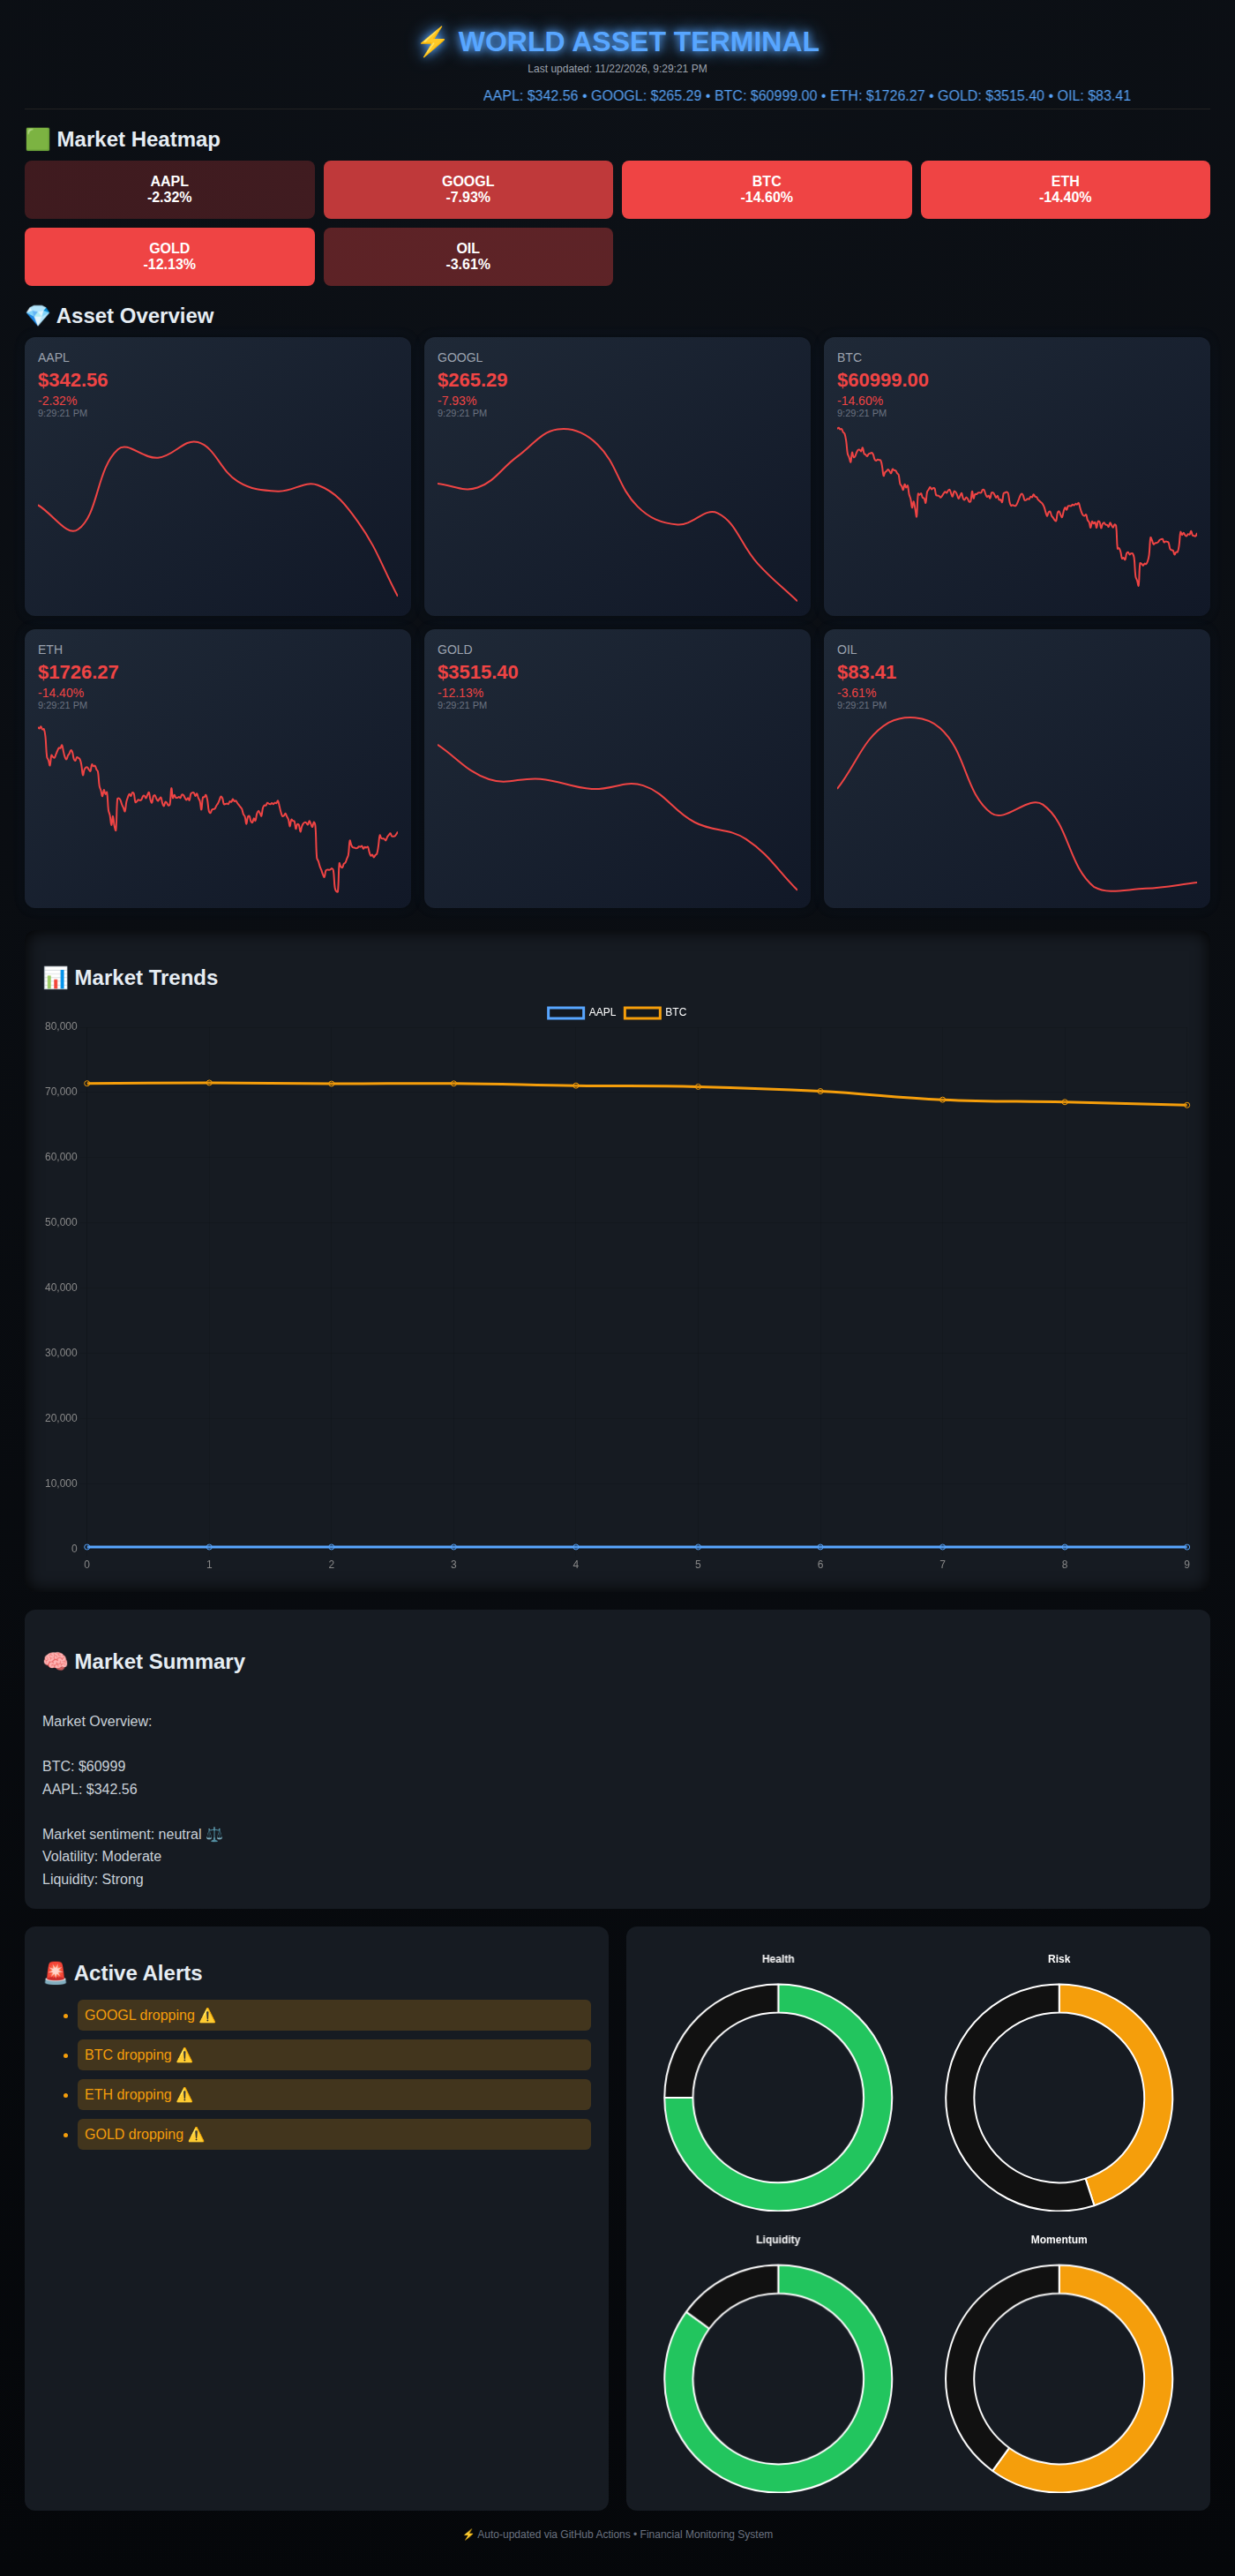 ⚡ WORLD ASSET TERMINAL
Last updated: 11/22/2026, 9:29:21 PM
AAPL: $342.56 • GOOGL: $265.29 • BTC: $60999.00 • ETH: $1726.27 • GOLD: $3515.40 • OIL: $83.41
🟩 Market Heatmap
AAPL
-2.32%
GOOGL
-7.93%
BTC
-14.60%
ETH
-14.40%
GOLD
-12.13%
OIL
-3.61%
💎 Asset Overview
AAPL
$342.56
-2.32%
9:29:21 PM
GOOGL
$265.29
-7.93%
9:29:21 PM
BTC
$60999.00
-14.60%
9:29:21 PM
ETH
$1726.27
-14.40%
9:29:21 PM
GOLD
$3515.40
-12.13%
9:29:21 PM
OIL
$83.41
-3.61%
9:29:21 PM
📊 Market Trends
AAPL BTC
80,000
70,000
60,000
50,000
40,000
30,000
20,000
10,000
0
0 1 2 3 4 5 6 7 8 9
🧠 Market Summary
Market Overview:
BTC: $60999
AAPL: $342.56
Market sentiment: neutral ⚖️
Volatility: Moderate
Liquidity: Strong
🚨 Active Alerts
• GOOGL dropping ⚠️
• BTC dropping ⚠️
• ETH dropping ⚠️
• GOLD dropping ⚠️
Health
Risk
Liquidity
Momentum
⚡ Auto-updated via GitHub Actions • Financial Monitoring System